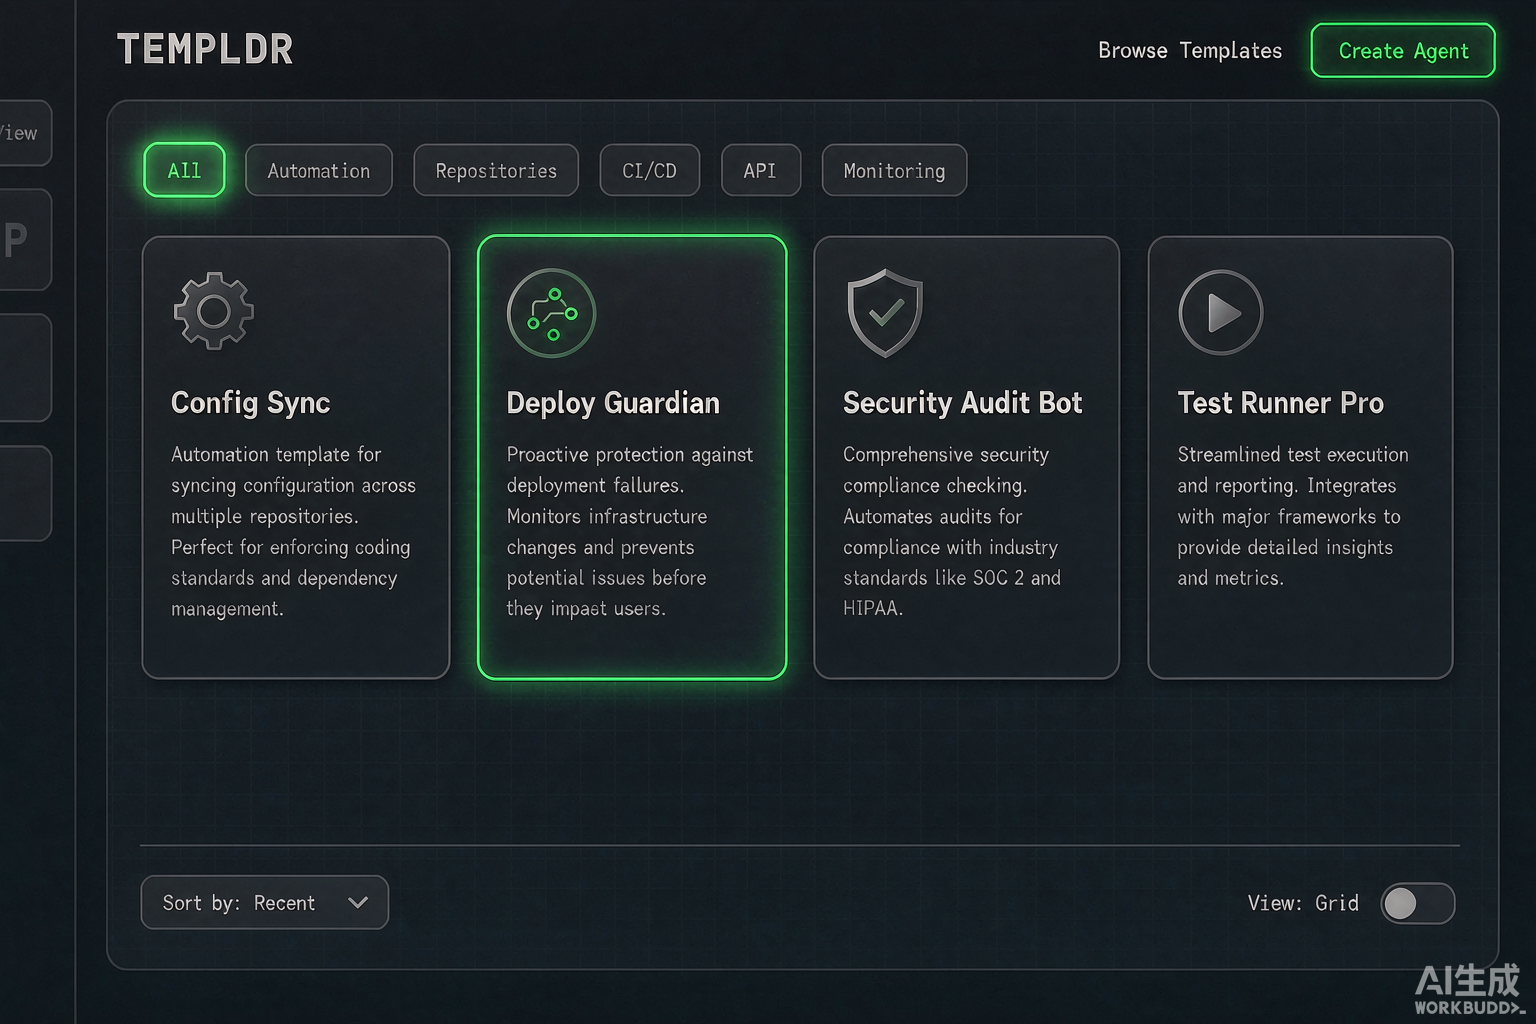 TEMPLDR
Browse Templates
Create Agent
View
P
All
Automation
Repositories
CI/CD
API
Monitoring
Config Sync
Automation template for
syncing configuration across
multiple repositories.
Perfect for enforcing coding
standards and dependency
management.
Deploy Guardian
Proactive protection against
deployment failures.
Monitors infrastructure
changes and prevents
potential issues before
they impact users.
Security Audit Bot
Comprehensive security
compliance checking.
Automates audits for
compliance with industry
standards like SOC 2 and
HIPAA.
Test Runner Pro
Streamlined test execution
and reporting. Integrates
with major frameworks to
provide detailed insights
and metrics.
Sort by: Recent
View: Grid
AI生成
WORKBUDD>_